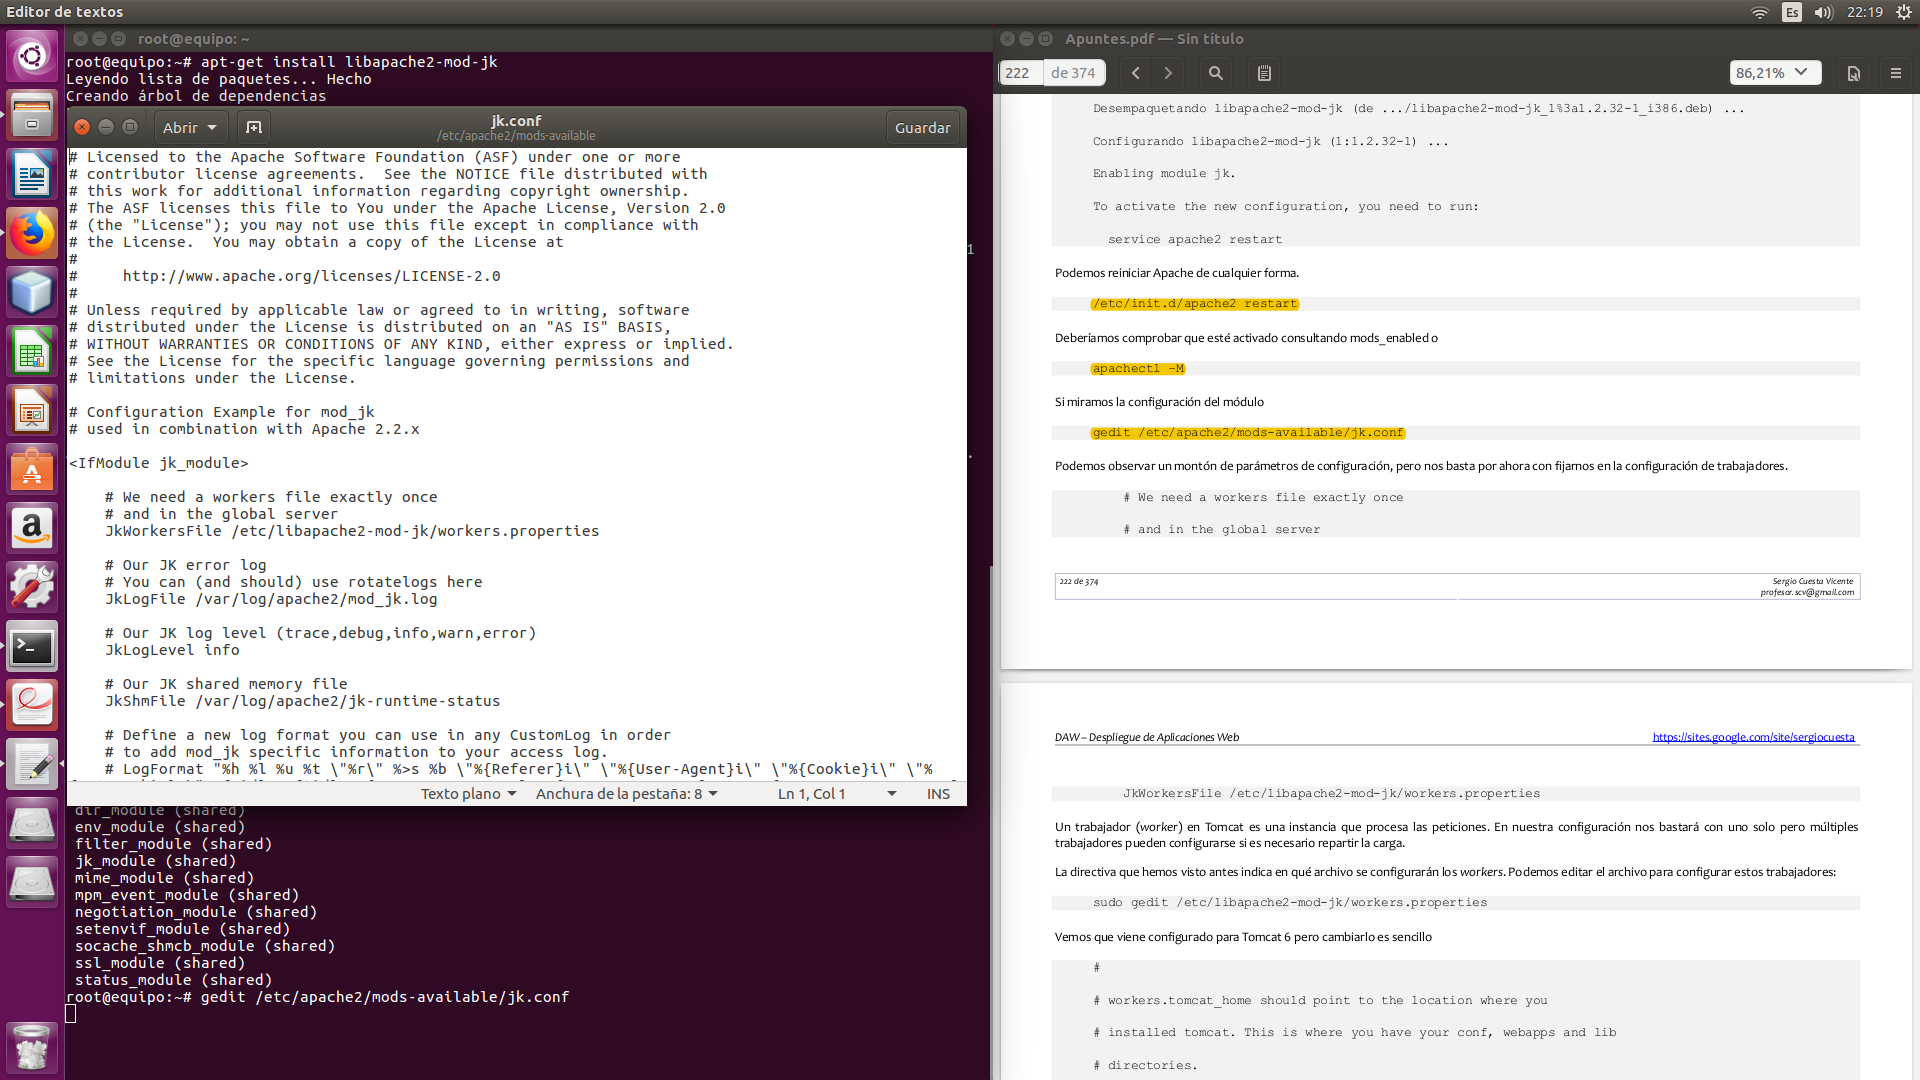 Editor de textos
Es
22:19
root@equipo: ~
root@equipo:~# apt-get install libapache2-mod-jk
Leyendo lista de paquetes... Hecho
Creando árbol de dependencias
Abrir
jk.conf
/etc/apache2/mods-available
Guardar
# Licensed to the Apache Software Foundation (ASF) under one or more
# contributor license agreements.  See the NOTICE file distributed with
# this work for additional information regarding copyright ownership.
# The ASF licenses this file to You under the Apache License, Version 2.0
# (the "License"); you may not use this file except in compliance with
# the License.  You may obtain a copy of the License at
#
#     http://www.apache.org/licenses/LICENSE-2.0
#
# Unless required by applicable law or agreed to in writing, software
# distributed under the License is distributed on an "AS IS" BASIS,
# WITHOUT WARRANTIES OR CONDITIONS OF ANY KIND, either express or implied.
# See the License for the specific language governing permissions and
# limitations under the License.
# Configuration Example for mod_jk
# used in combination with Apache 2.2.x
<IfModule jk_module>
# We need a workers file exactly once
# and in the global server
JkWorkersFile /etc/libapache2-mod-jk/workers.properties
# Our JK error log
# You can (and should) use rotatelogs here
JkLogFile /var/log/apache2/mod_jk.log
# Our JK log level (trace,debug,info,warn,error)
JkLogLevel info
# Our JK shared memory file
JkShmFile /var/log/apache2/jk-runtime-status
# Define a new log format you can use in any CustomLog in order
# to add mod_jk specific information to your access log.
# LogFormat "%h %l %u %t \"%r\" %>s %b \"%{Referer}i\" \"%{User-Agent}i\" \"%{Cookie}i\" \"%
Texto plano
Anchura de la pestaña: 8
Ln 1, Col 1
INS
1
.
dir_module (shared)
env_module (shared)
filter_module (shared)
jk_module (shared)
mime_module (shared)
mpm_event_module (shared)
negotiation_module (shared)
setenvif_module (shared)
socache_shmcb_module (shared)
ssl_module (shared)
status_module (shared)
root@equipo:~# gedit /etc/apache2/mods-available/jk.conf
Apuntes.pdf — Sin título
222 de 374
86,21%
Desempaquetando libapache2-mod-jk (de .../libapache2-mod-jk_1%3a1.2.32-1_i386.deb) ...
Configurando libapache2-mod-jk (1:1.2.32-1) ...
Enabling module jk.
To activate the new configuration, you need to run:
service apache2 restart
Podemos reiniciar Apache de cualquier forma.
/etc/init.d/apache2 restart
Deberíamos comprobar que esté activado consultando mods_enabled o
apachectl -M
Si miramos la configuración del módulo
gedit /etc/apache2/mods-available/jk.conf
Podemos observar un montón de parámetros de configuración, pero nos basta por ahora con fijarnos en la configuración de trabajadores.
# We need a workers file exactly once
# and in the global server
222 de 374
Sergio Cuesta Vicente
profesor.scv@gmail.com
DAW – Despliegue de Aplicaciones Web
https://sites.google.com/site/sergiocuesta
JkWorkersFile /etc/libapache2-mod-jk/workers.properties
Un trabajador (worker) en Tomcat es una instancia que procesa las peticiones. En nuestra configuración nos bastará con uno solo pero múltiples
trabajadores pueden configurarse si es necesario repartir la carga.
La directiva que hemos visto antes indica en qué archivo se configurarán los workers. Podemos editar el archivo para configurar estos trabajadores:
sudo gedit /etc/libapache2-mod-jk/workers.properties
Vemos que viene configurado para Tomcat 6 pero cambiarlo es sencillo
#
# workers.tomcat_home should point to the location where you
# installed tomcat. This is where you have your conf, webapps and lib
# directories.